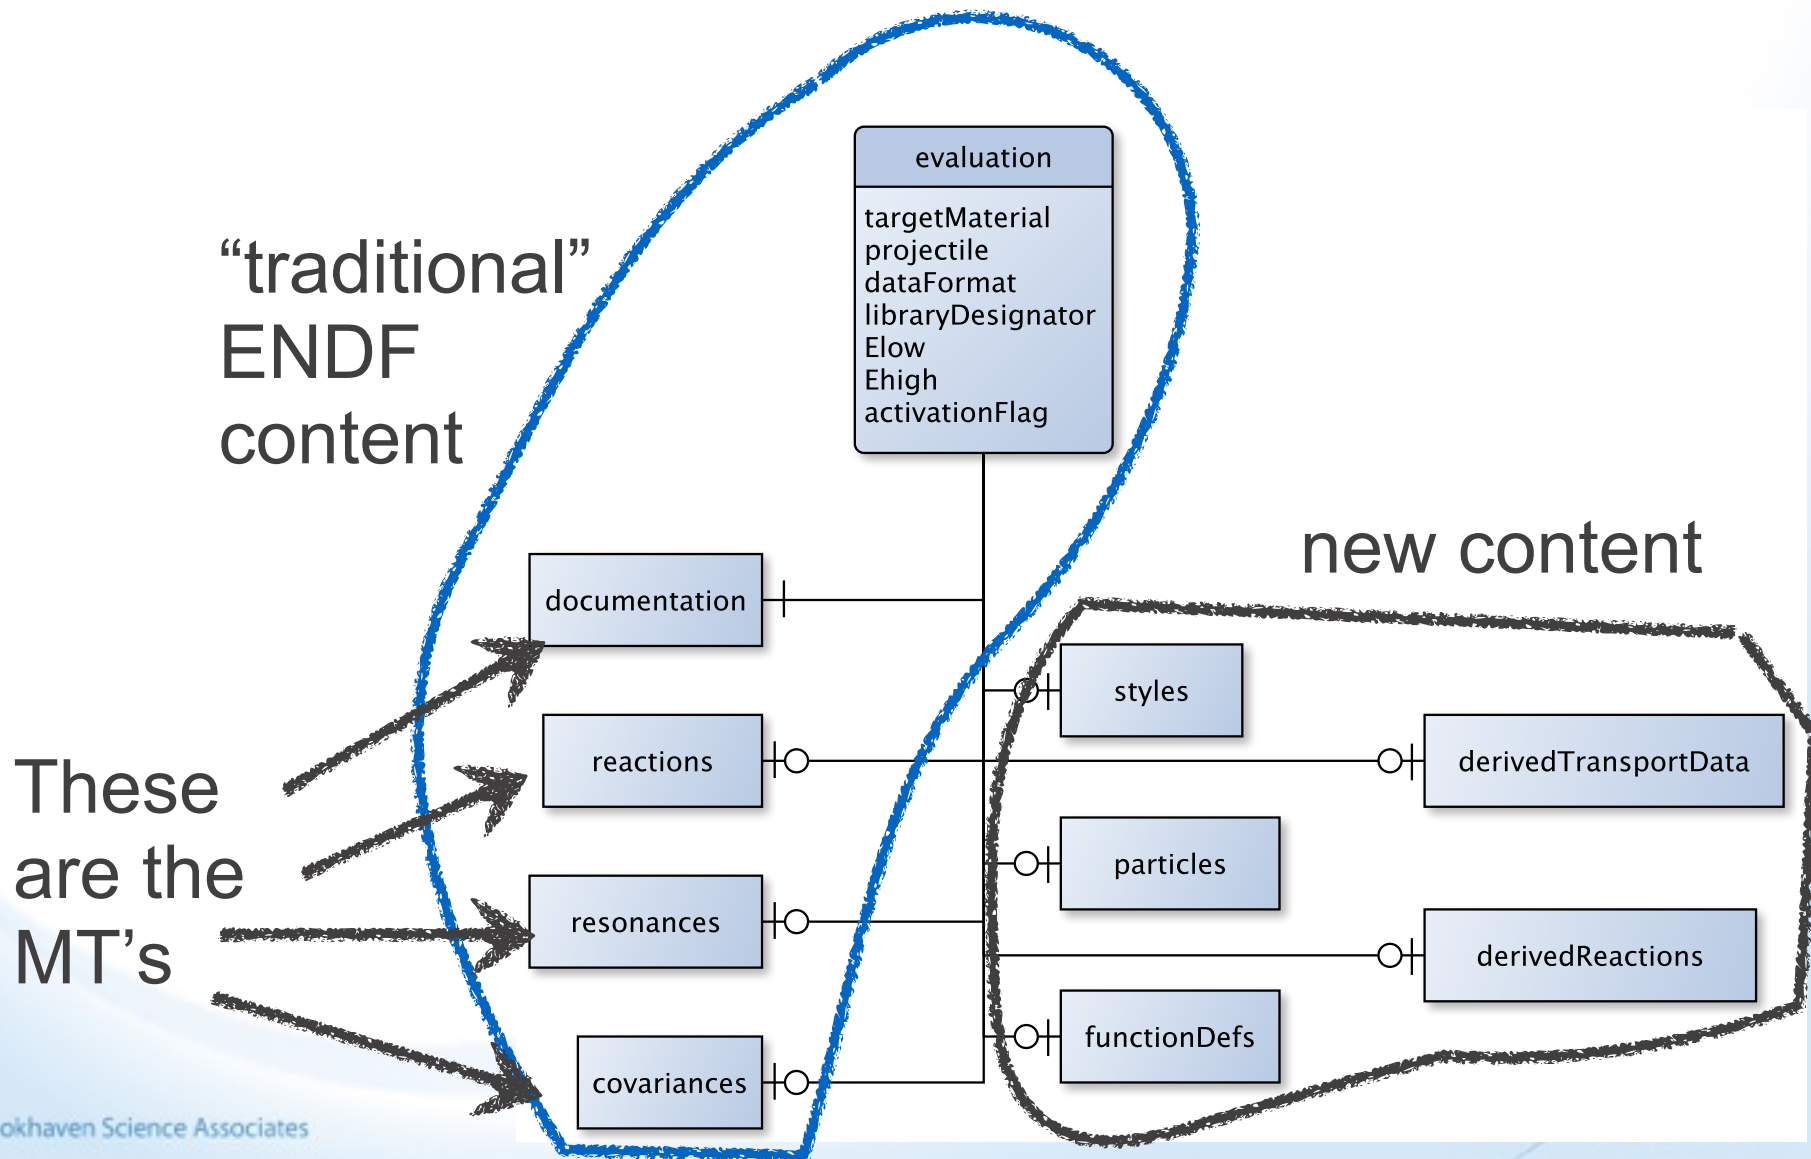 evaluation
targetMaterial
projectile
dataFormat
libraryDesignator
Elow
Ehigh
activationFlag
“traditional”
ENDF
content
new content
documentation
styles
reactions
derivedTransportData
These
are the
MT’s
particles
resonances
derivedReactions
functionDefs
covariances
Science Associates